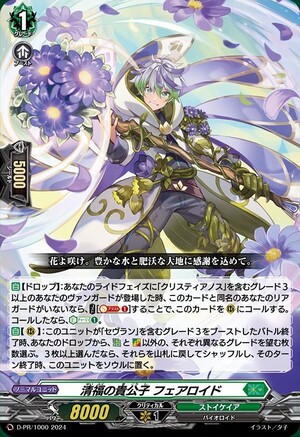 1
グレード
ブースト
5000
シールド
花よ咲け。豊かな水と肥沃な大地に感謝を込めて。
【ドロップ】:あなたのライドフェイズに「クリスティアノス」を含むグレード3
以上のあなたのヴァンガードが登場した時、このカードと同名のあなたのリア
ガードがいないなら、
このカードを にコールする。
コールしたなら、
このユニットが「セヴラン」を含むグレード3をブーストしたバトル終
了時、あなたのドロップから、
以外の、それぞれ異なるグレードを望む枚
数選ぶ。3枚以上選んだなら、それらを山札に戻してシャッフルし、そのター
ン終了時、このユニットをソウルに置く。
ノーマルユニット
清福の貴公子 フェアロイド
パワー
8000
クリティカル
1
ストイケイア
バイオロイド
D-PR/1000 2024
イラスト/タ子